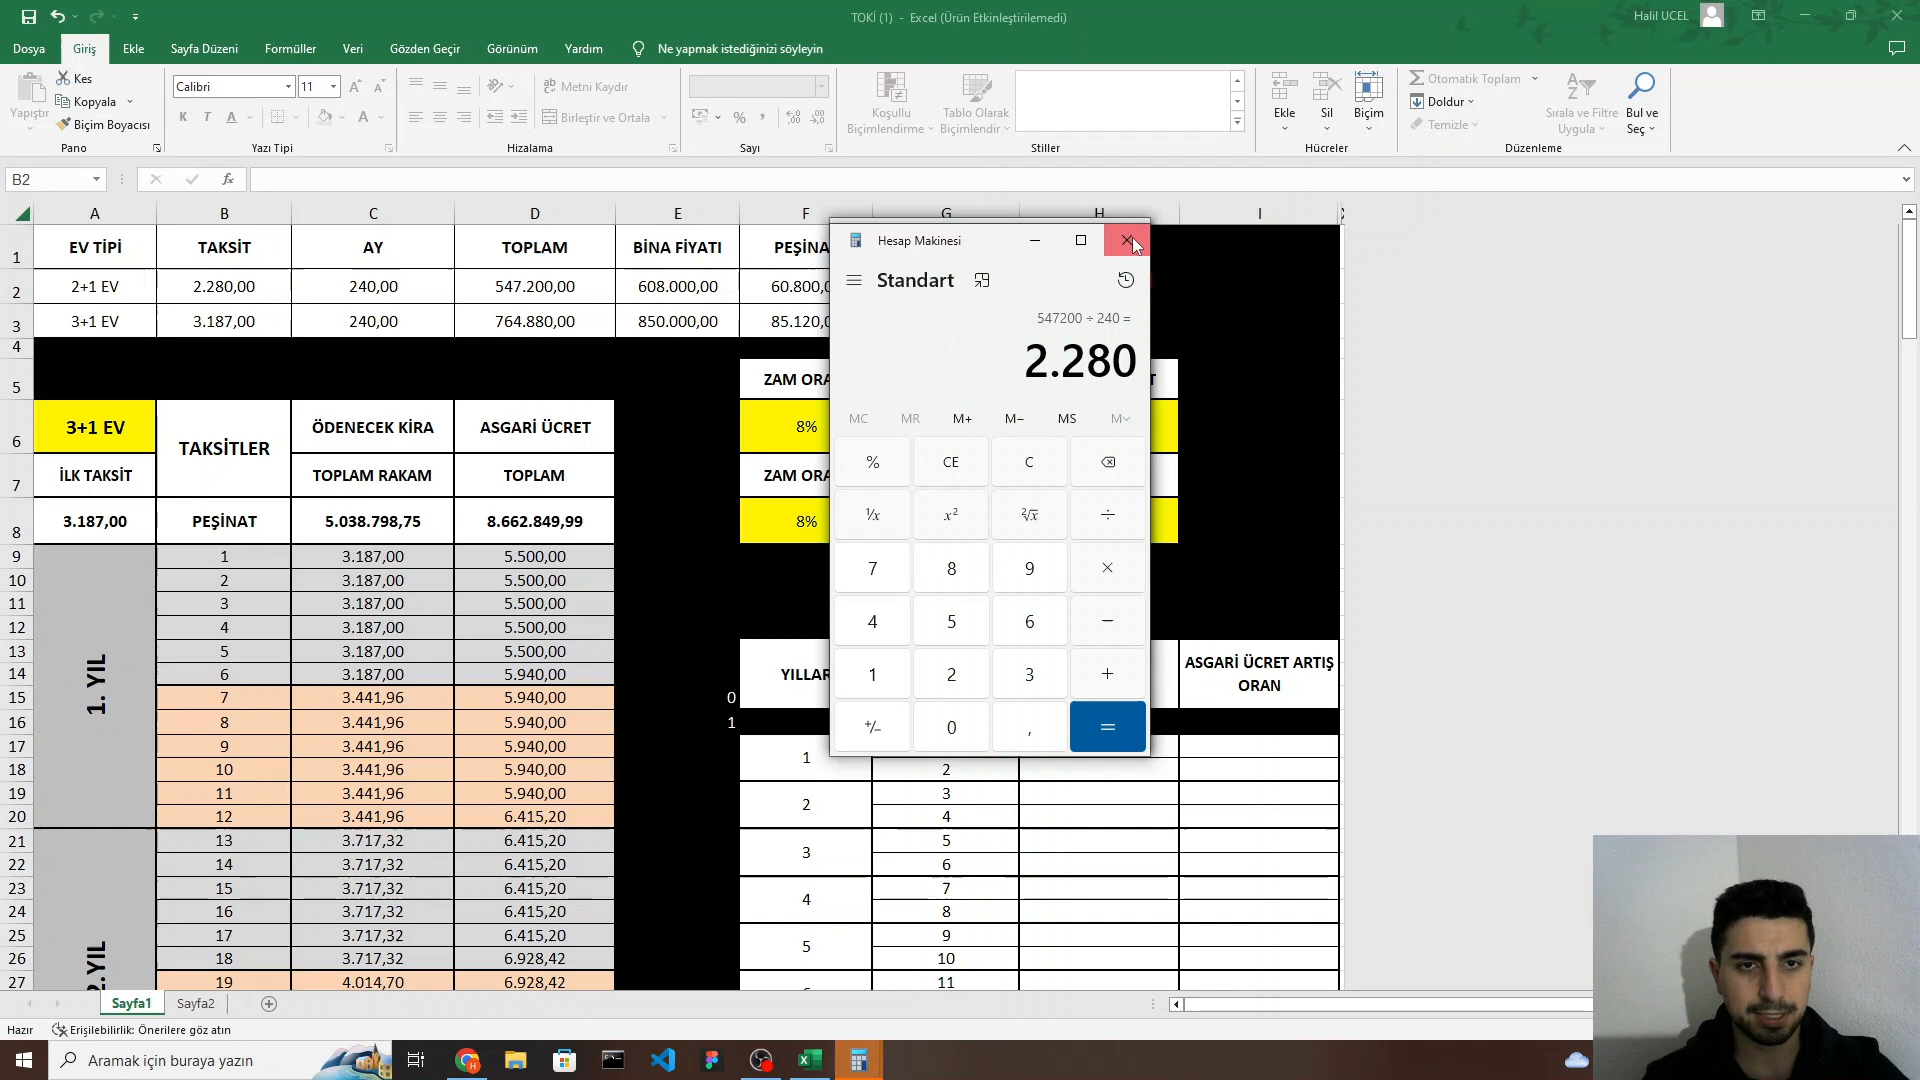 TOKİ (1) - Excel (Ürün Etkinleştirilemedi)
Halil UCEL
Dosya Giriş Ekle Sayfa Düzeni Formüller Veri Gözden Geçir Görünüm Yardım Ne yapmak istediğinizi söyleyin
Yapıştır
Kes
Kopyala
Biçim Boyacısı
Pano
Calibri 11
K T A A
Yazı Tipi
Metni Kaydır
Birleştir ve Ortala
Hizalama
Sayı
Koşullu Biçimlendirme
Tablo Olarak Biçimlendir
Stiller
Ekle Sil Biçim
Hücreler
Otomatik Toplam
Doldur
Temizle
Sırala ve Filtre Uygula
Bul ve Seç
Düzenleme
B2 fx
A B C D E F G H I
1 EV TİPİ TAKSİT AY TOPLAM BİNA FİYATI PEŞİNA
2 2+1 EV 2.280,00 240,00 547.200,00 608.000,00 60.800,0
3 3+1 EV 3.187,00 240,00 764.880,00 850.000,00 85.120,0
4
5 ZAM ORA T
6 3+1 EV TAKSİTLER ÖDENECEK KİRA ASGARİ ÜCRET 8%
7 İLK TAKSİT TOPLAM RAKAM TOPLAM ZAM ORA
8 3.187,00 PEŞİNAT 5.038.798,75 8.662.849,99 8%
1. YIL
9 1 3.187,00 5.500,00
10 2 3.187,00 5.500,00
11 3 3.187,00 5.500,00
12 4 3.187,00 5.500,00
13 5 3.187,00 5.500,00
14 6 3.187,00 5.940,00
15 7 3.441,96 5.940,00 0
16 8 3.441,96 5.940,00 1
17 9 3.441,96 5.940,00
18 10 3.441,96 5.940,00 2
19 11 3.441,96 5.940,00 3
20 12 3.441,96 6.415,20 4
2.YIL
21 13 3.717,32 6.415,20 5
22 14 3.717,32 6.415,20 6
23 15 3.717,32 6.415,20 7
24 16 3.717,32 6.415,20 8
25 17 3.717,32 6.415,20 9
26 18 3.717,32 6.928,42 10
27 19 4.014,70 6.928,42 11
YILLAR
ASGARİ ÜCRET ARTIŞ
ORAN
1
2
3
4
5
Hesap Makinesi
Standart
547200 ÷ 240 =
2.280
MC MR M+ M− MS M
% CE C
¹/x x² ²√x ÷
7 8 9 ×
4 5 6 −
1 2 3 +
+/− 0 , =
Sayfa1 Sayfa2
Hazır Erişilebilirlik: Önerilere göz atın
Aramak için buraya yazın